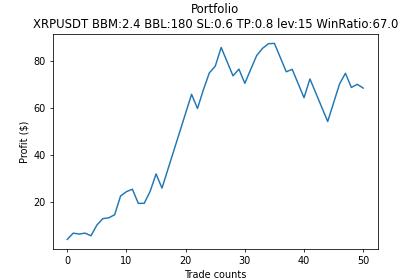 Portfolio
XRPUSDT BBM:2.4 BBL:180 SL:0.6 TP:0.8 lev:15 WinRatio:67.0
80
60
40
20
Profit ($)
0 10 20 30 40 50
Trade counts